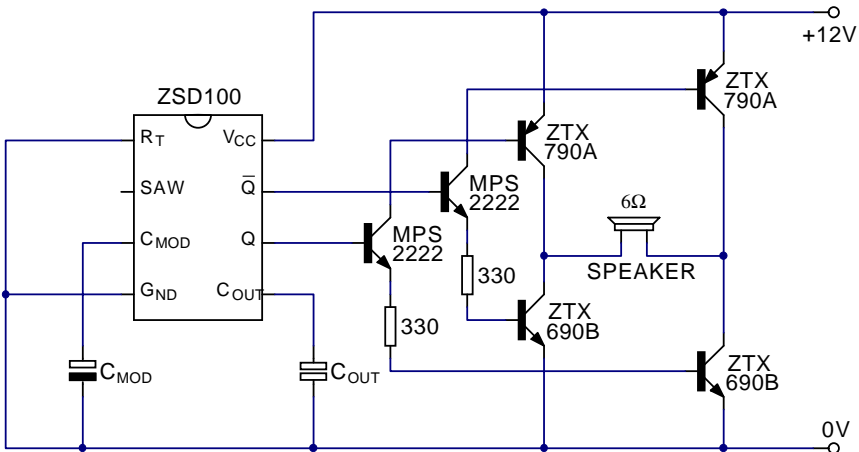 +12V
ZSD100
ZTX
790A
RT
VCC
ZTX
790A
SAW
Q̅
MPS
2222
6Ω
CMOD
Q
MPS
2222
SPEAKER
330
GND
COUT
ZTX
690B
330
CMOD
COUT
ZTX
690B
0V